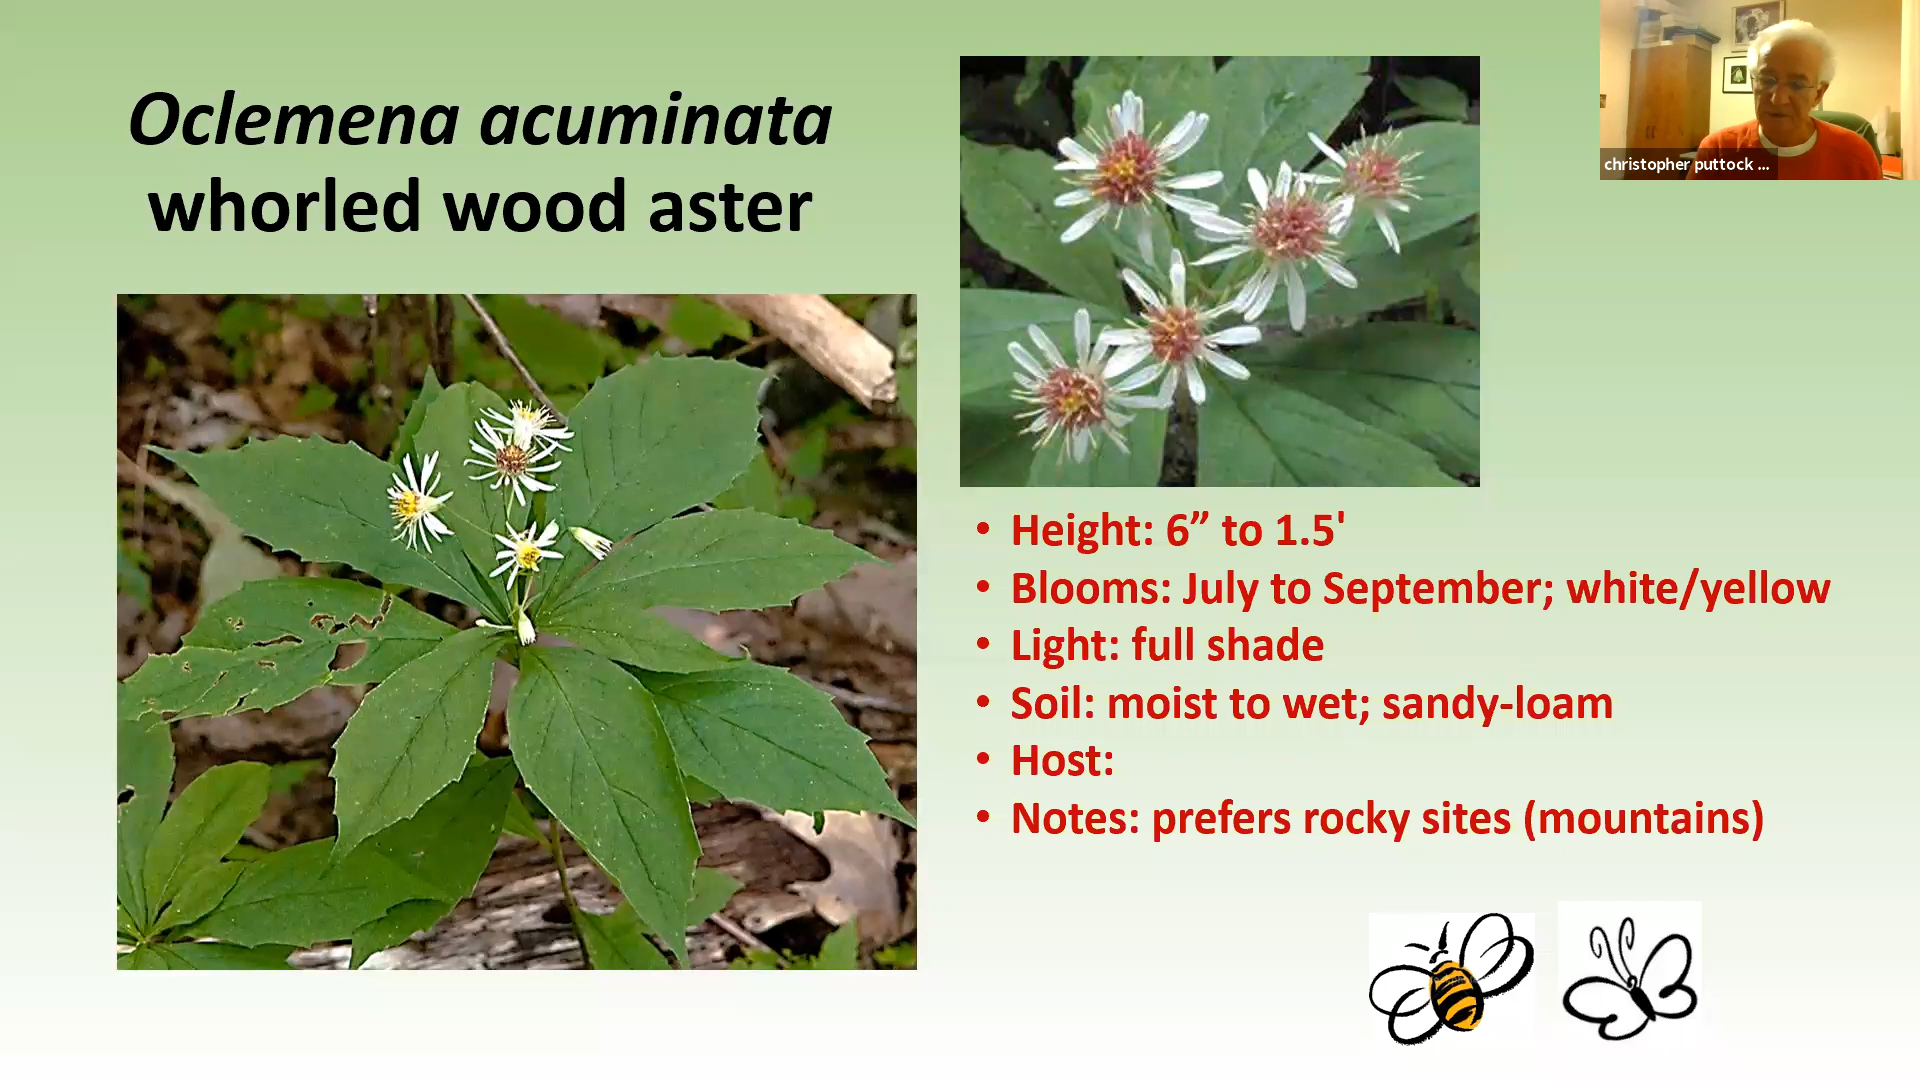 Oclemena acuminata
whorled wood aster
christopher puttock ...
• Height: 6” to 1.5'
• Blooms: July to September; white/yellow
• Light: full shade
• Soil: moist to wet; sandy-loam
• Host:
• Notes: prefers rocky sites (mountains)